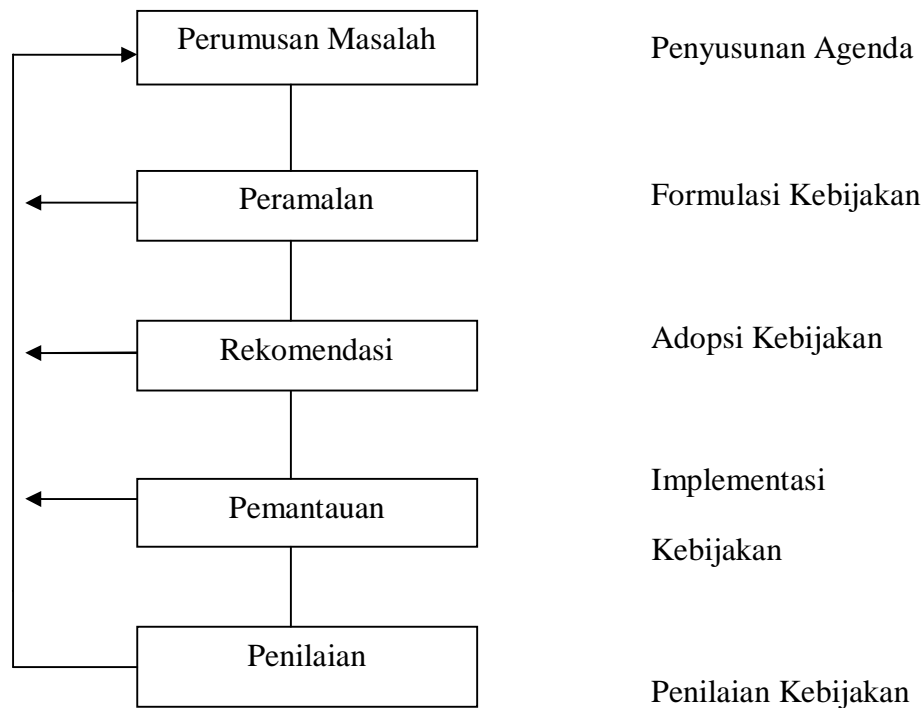 Perumusan Masalah
Penyusunan Agenda
Peramalan
Formulasi Kebijakan
Rekomendasi
Adopsi Kebijakan
Pemantauan
Implementasi
Kebijakan
Penilaian
Penilaian Kebijakan